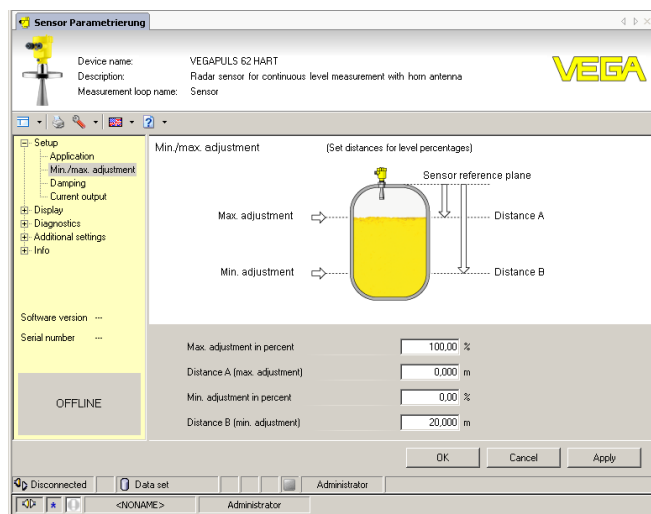 Sensor Parametrierung
Device name: VEGAPULS 62 HART
Description: Radar sensor for continuous level measurement with horn antenna
Measurement loop name: Sensor
VEGA
Setup
Application
Min./max. adjustment
Damping
Current output
Display
Diagnostics
Additional settings
Info
Software version ---
Serial number ---
OFFLINE
Min./max. adjustment (Set distances for level percentages)
Sensor reference plane
Max. adjustment Distance A
Min. adjustment Distance B
Max. adjustment in percent 100,00 %
Distance A (max. adjustment) 0,000 m
Min. adjustment in percent 0,00 %
Distance B (min. adjustment) 20,000 m
OK Cancel Apply
Disconnected Data set Administrator
<NONAME> Administrator